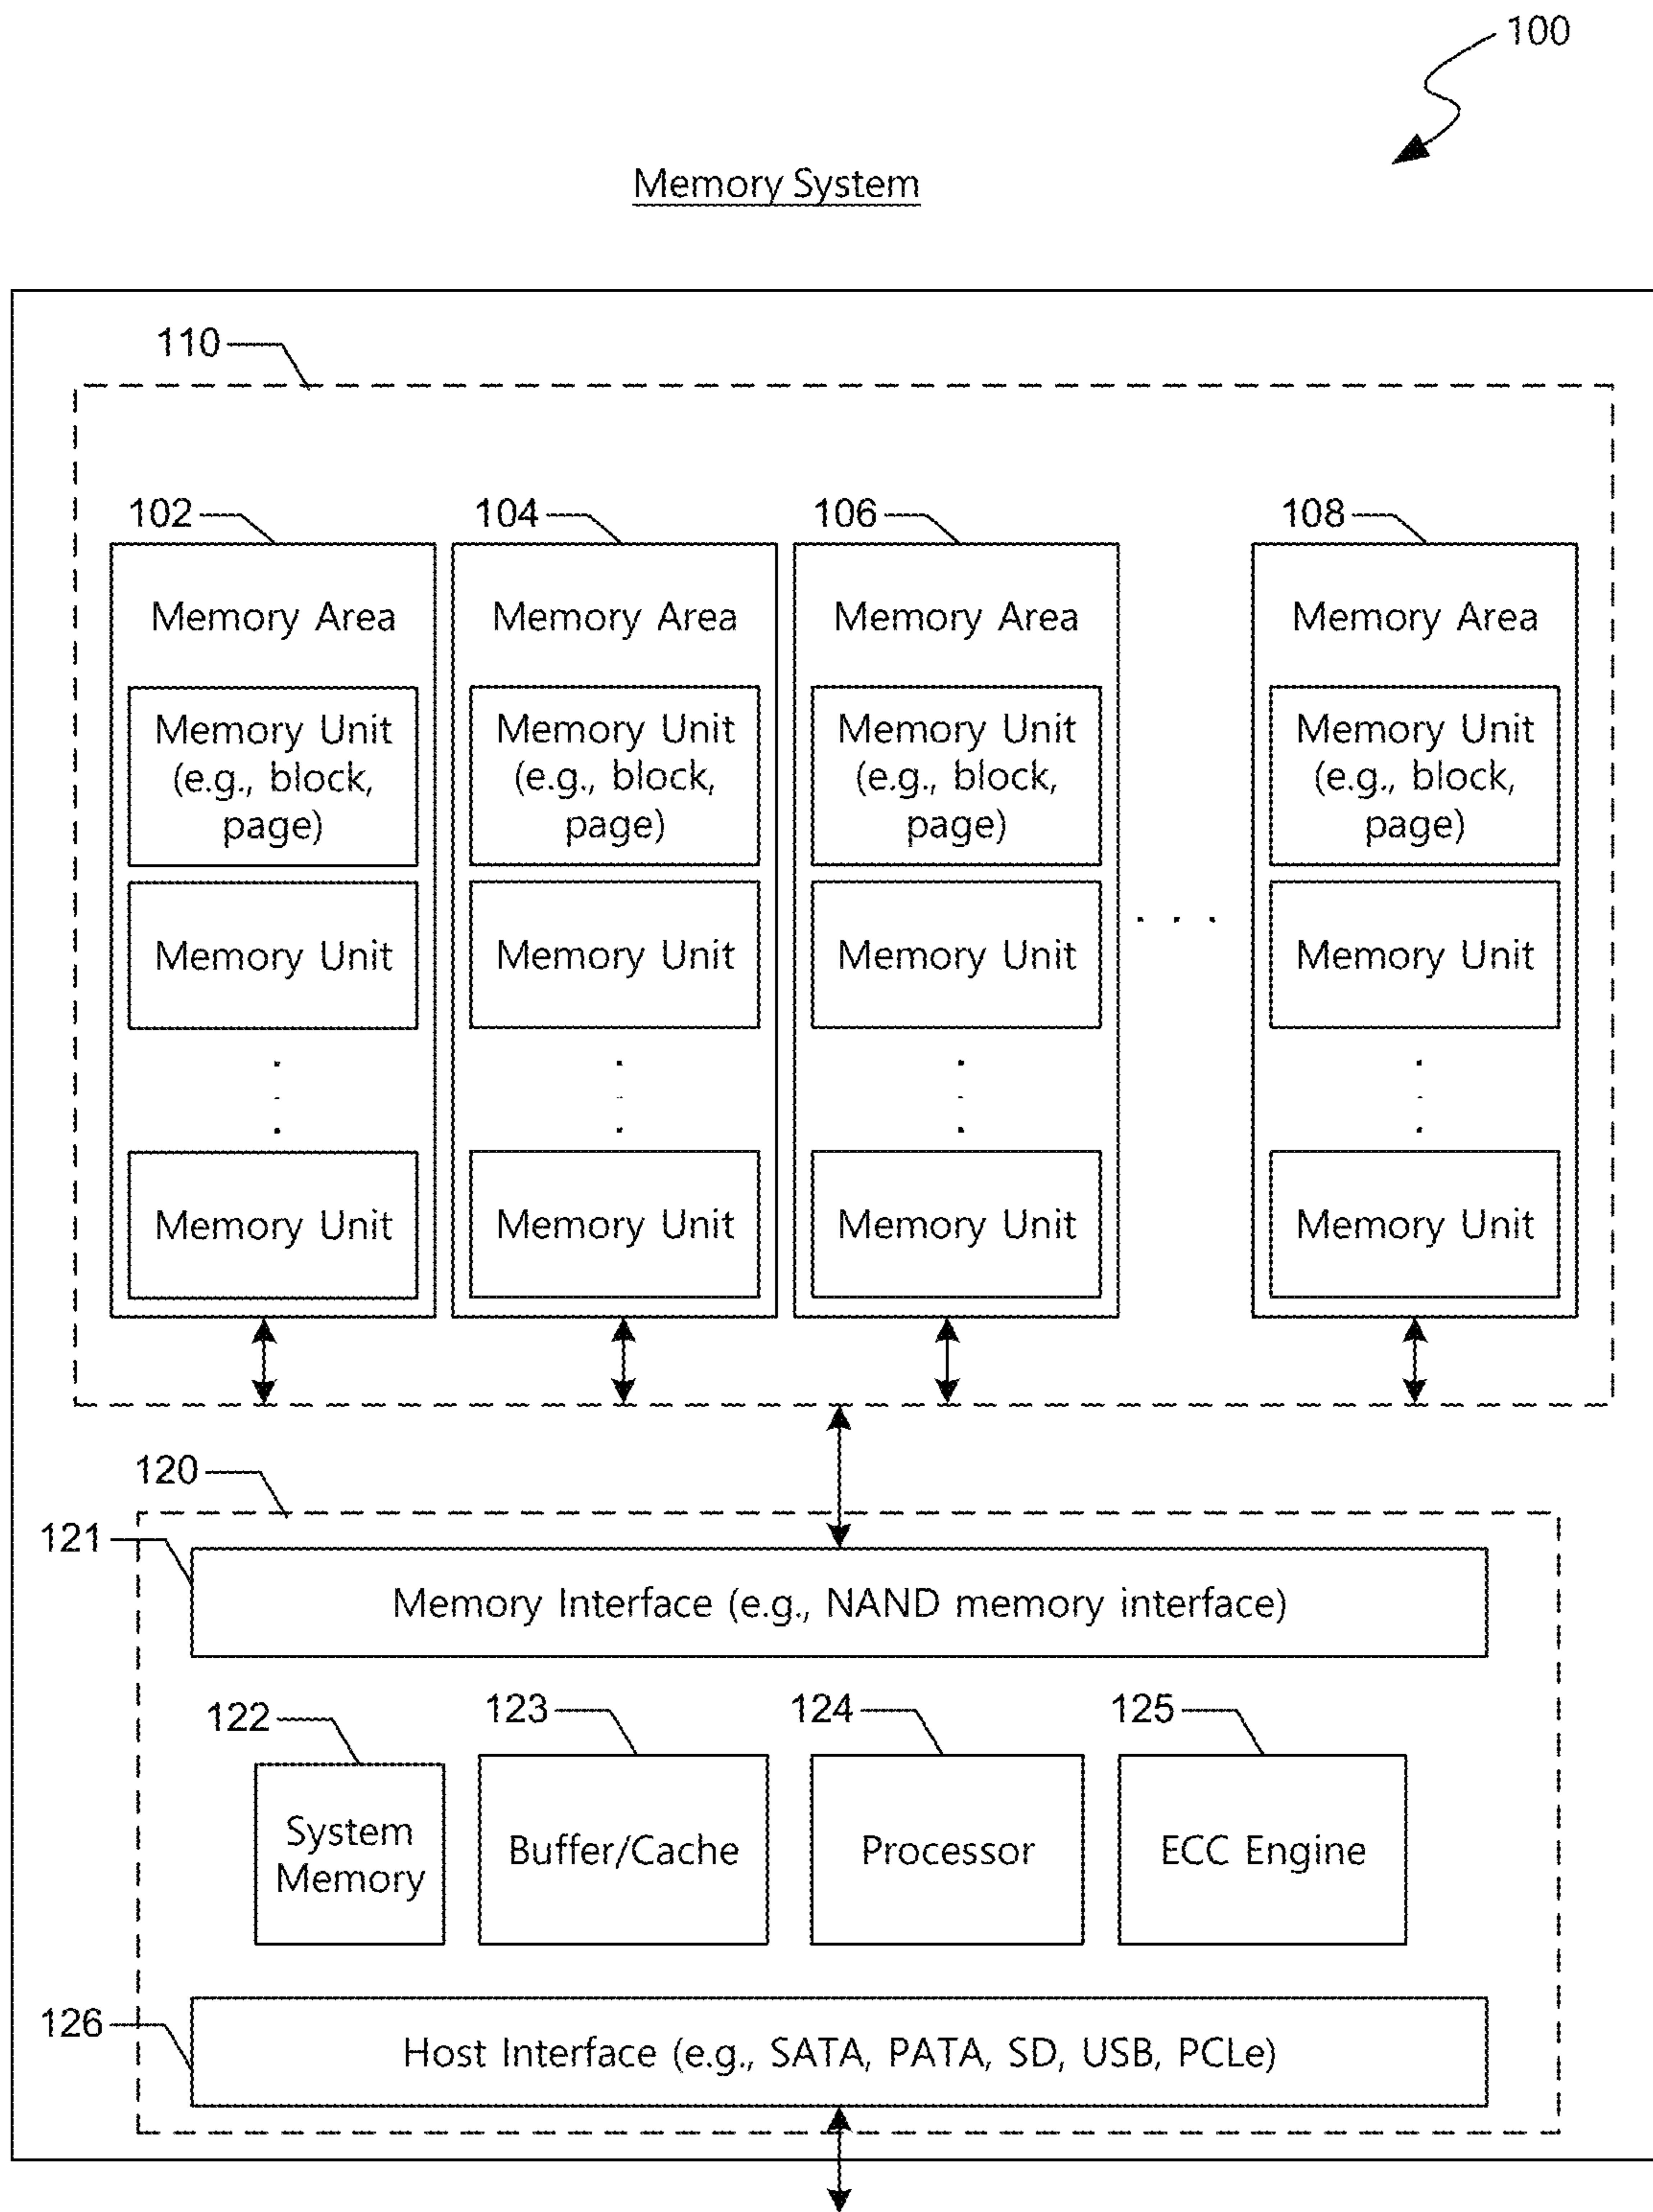 100
Memory System
110
102
104
106
108
Memory Area
Memory Area
Memory Area
Memory Area
Memory Unit
(e.g., block,
page)
Memory Unit
(e.g., block,
page)
Memory Unit
(e.g., block,
page)
Memory Unit
(e.g., block,
page)
Memory Unit
Memory Unit
Memory Unit
. . .
Memory Unit
Memory Unit
Memory Unit
Memory Unit
Memory Unit
120
121
Memory Interface (e.g., NAND memory interface)
122
123
124
125
System
Memory
Buffer/Cache
Processor
ECC Engine
126
Host Interface (e.g., SATA, PATA, SD, USB, PCLe)